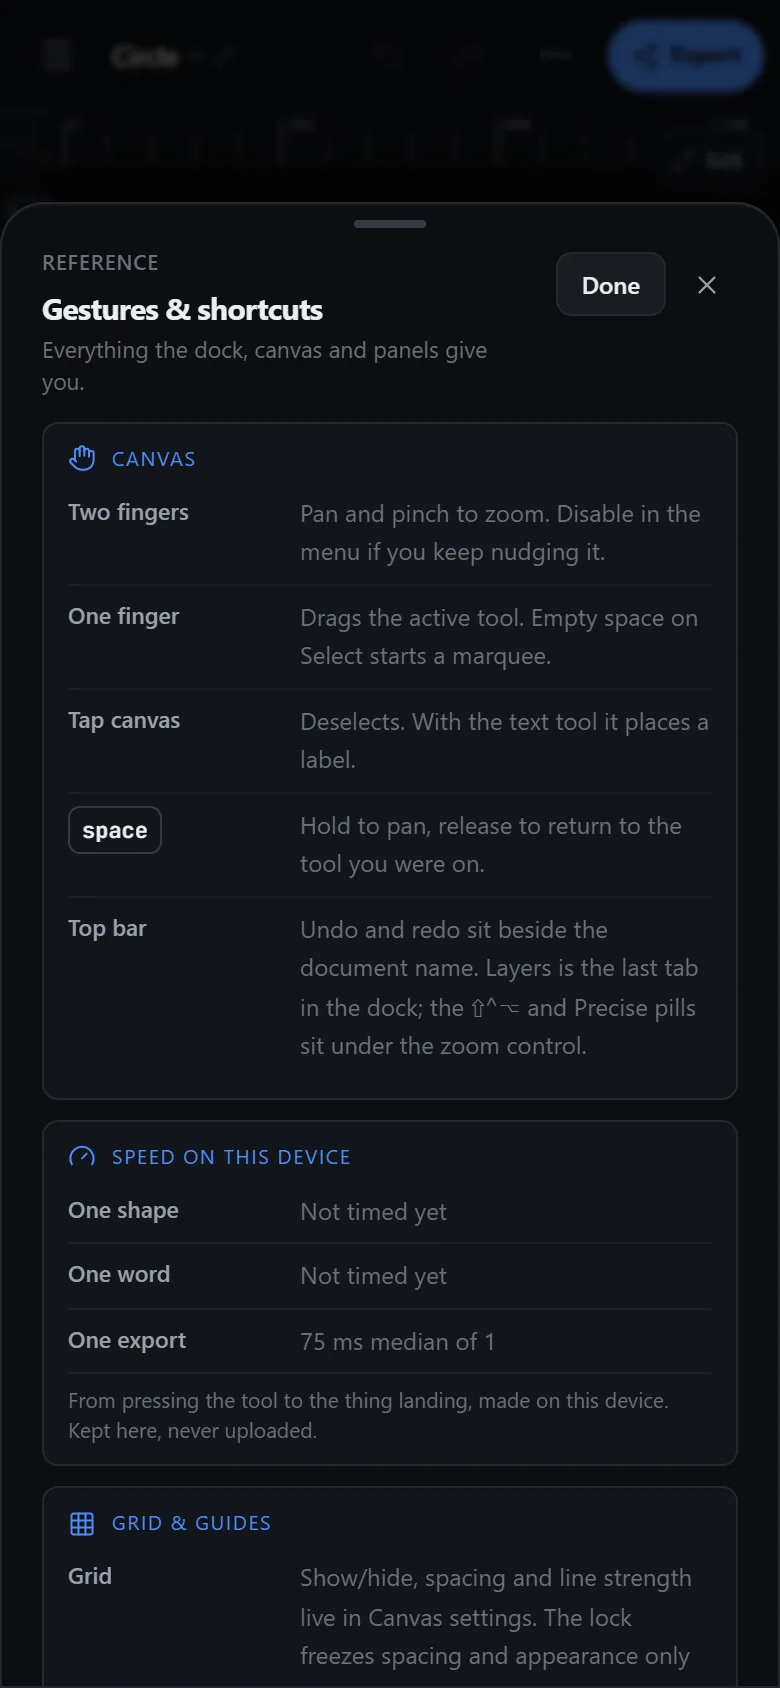 Circle
Export
REFERENCE
Gestures & shortcuts
Done
Everything the dock, canvas and panels give
you.
CANVAS
Two fingers
Pan and pinch to zoom. Disable in the
menu if you keep nudging it.
One finger
Drags the active tool. Empty space on
Select starts a marquee.
Tap canvas
Deselects. With the text tool it places a
label.
space
Hold to pan, release to return to the
tool you were on.
Top bar
Undo and redo sit beside the
document name. Layers is the last tab
in the dock; the ⇧^⌥ and Precise pills
sit under the zoom control.
SPEED ON THIS DEVICE
One shape
Not timed yet
One word
Not timed yet
One export
75 ms median of 1
From pressing the tool to the thing landing, made on this device.
Kept here, never uploaded.
GRID & GUIDES
Grid
Show/hide, spacing and line strength
live in Canvas settings. The lock
freezes spacing and appearance only